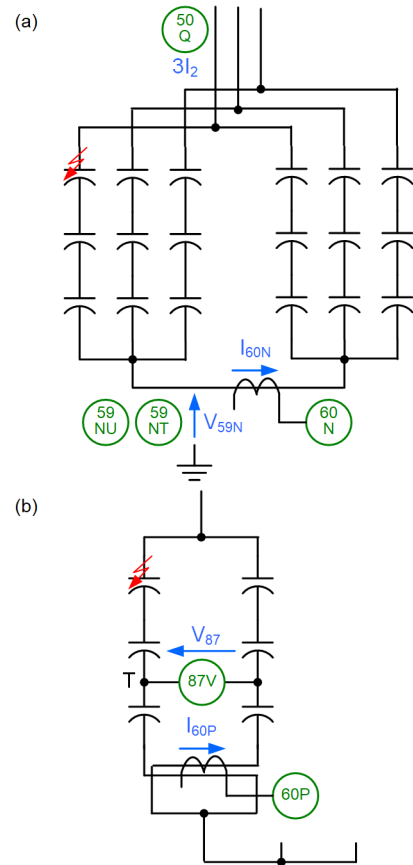 (a)
50
Q
3I₂
I₆₀N
59
NU
59
NT
V₅₉N
60
N
(b)
V₈₇
T
87V
I₆₀P
60P